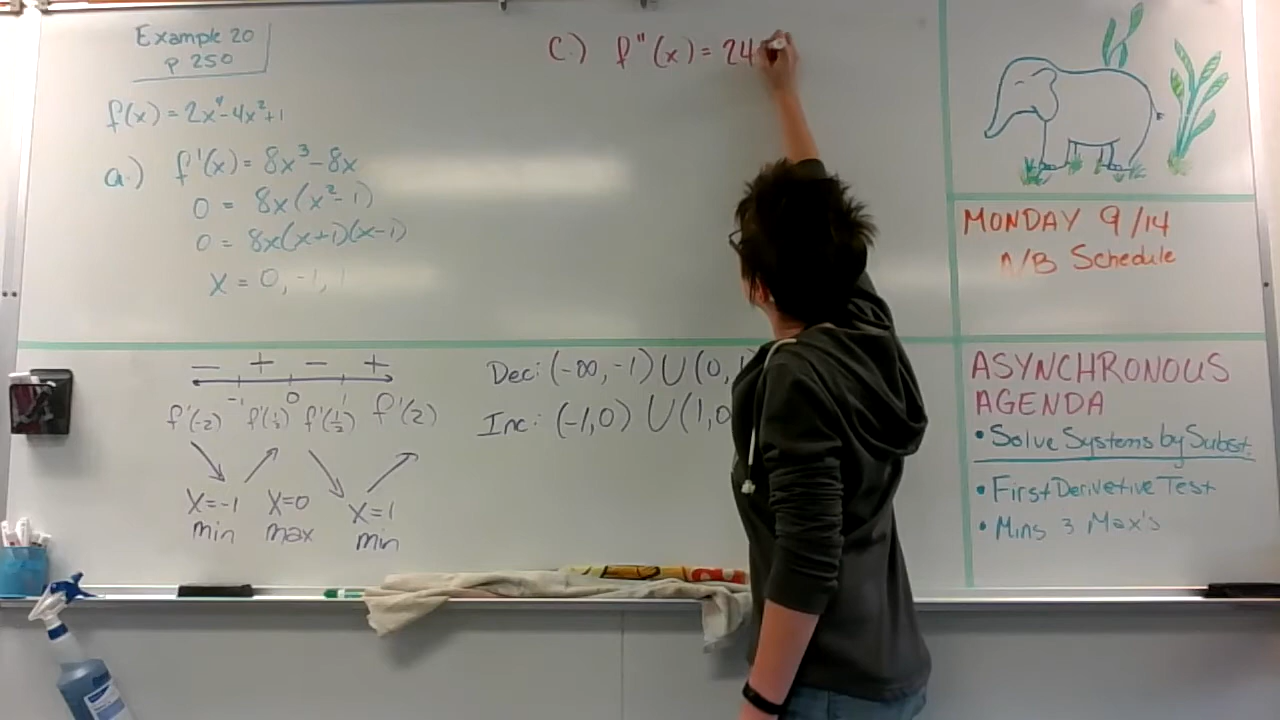 Example 20
p 250
f(x) = 2x⁴-4x²+1
a.) f'(x) = 8x³-8x
0 = 8x(x²-1)
0 = 8x(x+1)(x-1)
x = 0, -1, 1
C.) f"(x) = 24
− + − +
-1 0 1
f'(-2) f'(½) f'(½) f'(2)
X=-1 X=0 X=1
min max min
Dec: (-∞, -1) ∪ (0, 1
Inc: (-1,0) ∪ (1,0
MONDAY 9/14
A/B Schedule
ASYNCHRONOUS
AGENDA
• Solve Systems by Subst.
• First Derivetive Test
• Mins & Max's